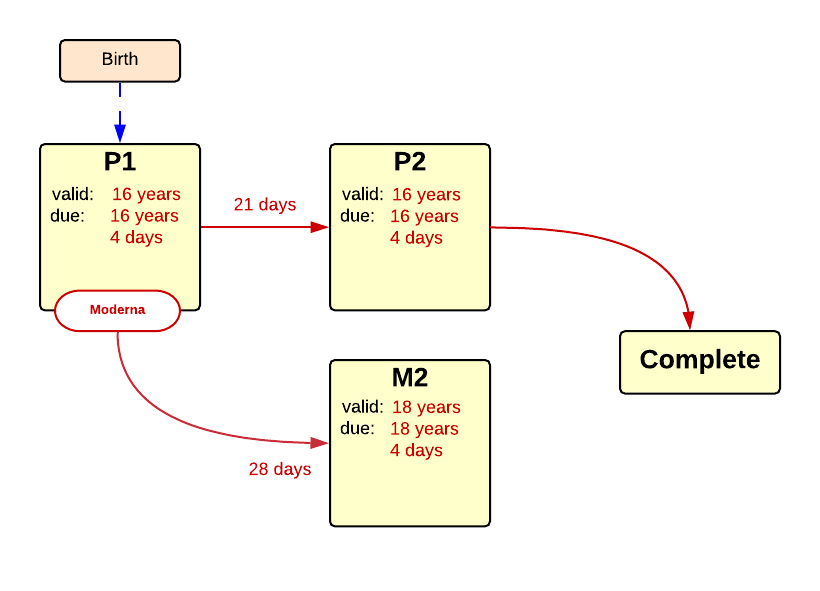 Birth
P1
valid: 16 years
due: 16 years
4 days
Moderna
21 days
P2
valid: 16 years
due: 16 years
4 days
Complete
28 days
M2
valid: 18 years
due: 18 years
4 days